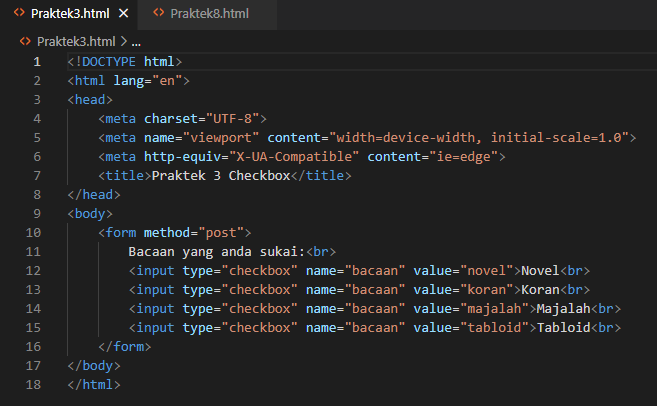 Praktek3.html × Praktek8.html
Praktek3.html > ...
1 <!DOCTYPE html>
2 <html lang="en">
3 <head>
4 <meta charset="UTF-8">
5 <meta name="viewport" content="width=device-width, initial-scale=1.0">
6 <meta http-equiv="X-UA-Compatible" content="ie=edge">
7 <title>Praktek 3 Checkbox</title>
8 </head>
9 <body>
10 <form method="post">
11 Bacaan yang anda sukai:<br>
12 <input type="checkbox" name="bacaan" value="novel">Novel<br>
13 <input type="checkbox" name="bacaan" value="koran">Koran<br>
14 <input type="checkbox" name="bacaan" value="majalah">Majalah<br>
15 <input type="checkbox" name="bacaan" value="tabloid">Tabloid<br>
16 </form>
17 </body>
18 </html>